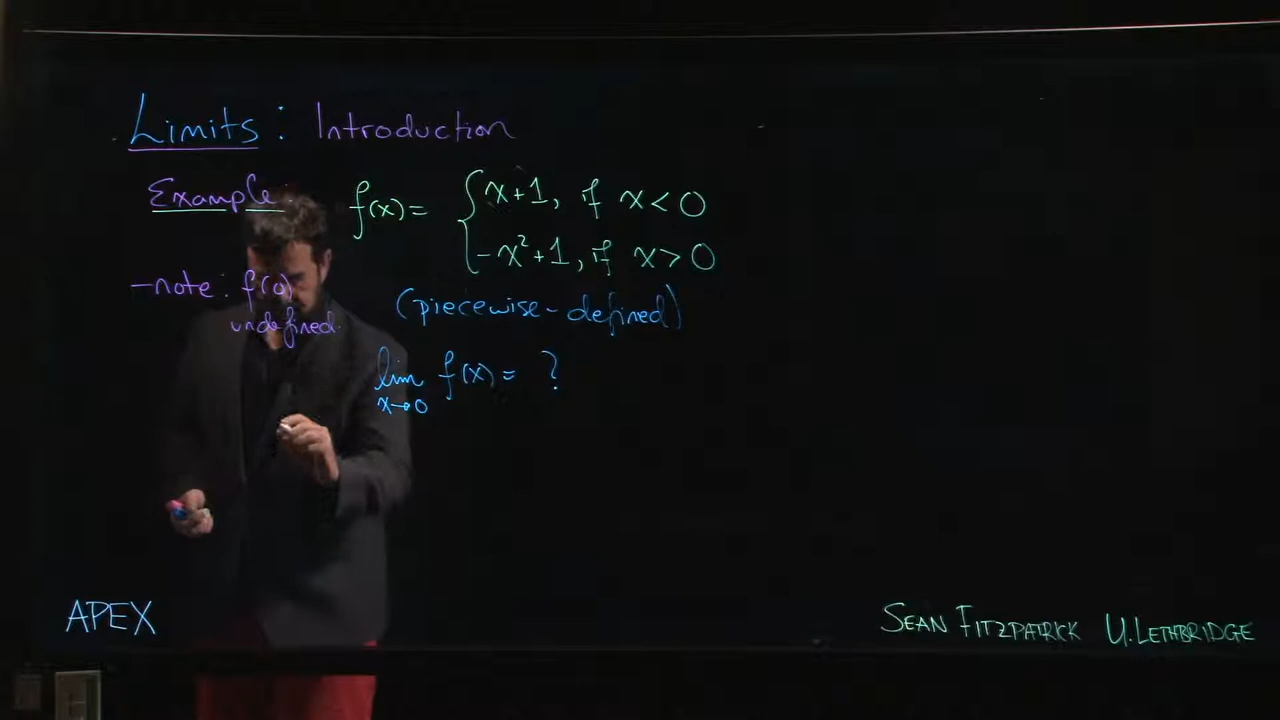 Limits: Introduction
Example: f(x)= { x+1, if x<0
-x²+1, if x>0
-note: f(0)
undefined.
(piecewise-defined)
lim f(x)= ?
x→0
APEX
SEAN FITZPATRICK U.LETHBRIDGE